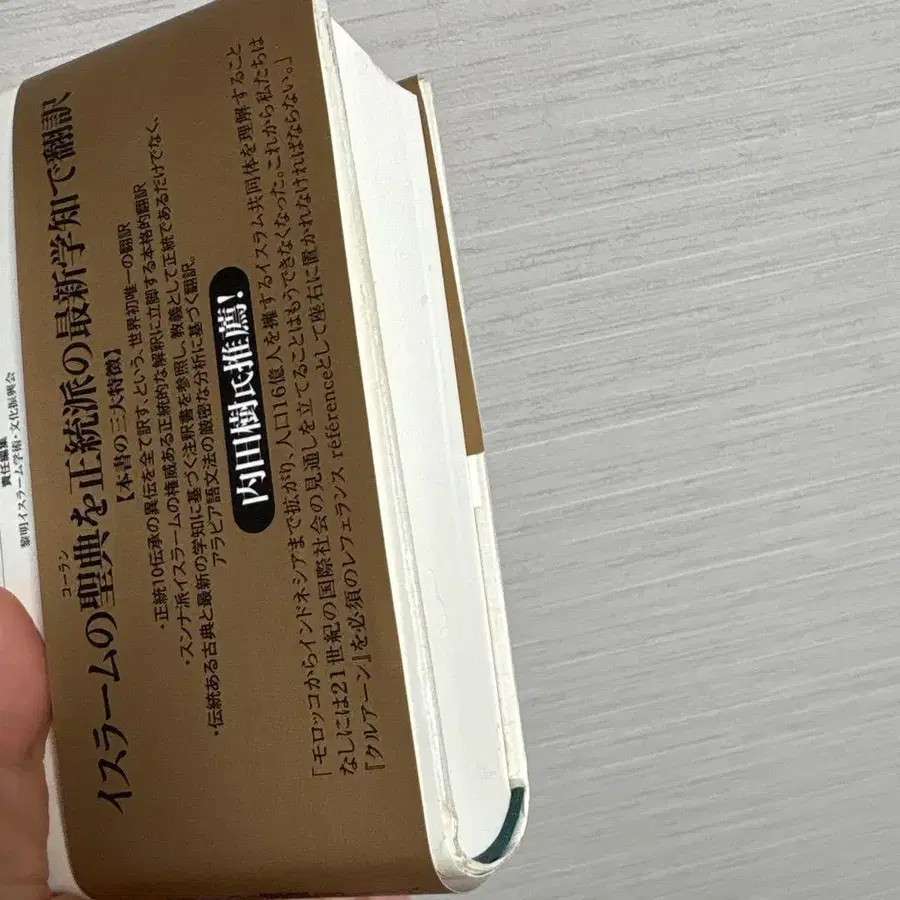 責任編集
黎明イスラーム学術・文化振興会
コーラン
イスラームの聖典を正統派の最新学知で翻訳
【本書の三大特徴】
・正統10伝承の異伝を全て訳す、という、世界初唯一の翻訳
・スンナ派イスラームの権威ある正統的な解釈に立脚する本格的翻訳
・伝統ある古典と最新の学知に基づく注釈書を参照し、教義として正統であるだけでなく、
アラビア語文法の厳密な分析に基づく翻訳。
内田樹氏推薦!
「モロッコからインドネシアまで拡がり、人口16億人を擁するイスラム共同体を理解すること
なしには21世紀の国際社会の見通しを立てることはもうできなくなった。これから私たちは
『クルアーン』を必須のレフェランス référenceとして座右に置かれなければならない。」